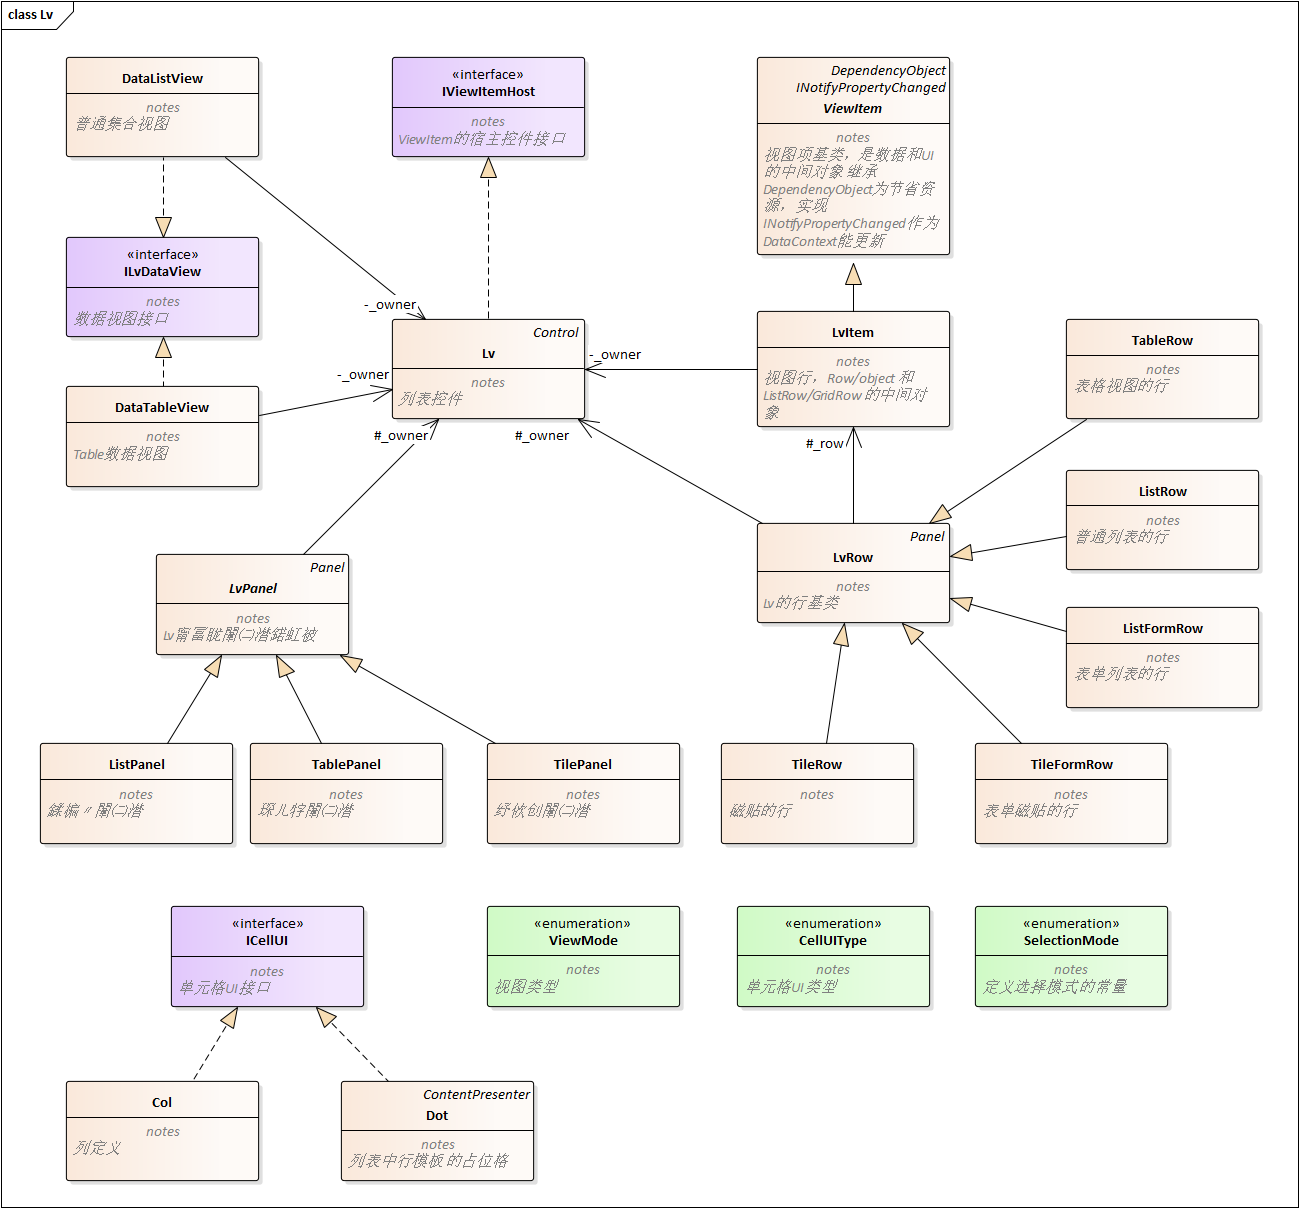 class Lv
DataListView
notes
普通集合视图
«interface»
IViewItemHost
notes
ViewItem的宿主控件接口
DependencyObject
INotifyPropertyChanged
ViewItem
notes
视图项基类，是数据和UI
的中间对象 继承
DependencyObject为节省资
源，实现
INotifyPropertyChanged作为
DataContext能更新
«interface»
ILvDataView
notes
数据视图接口
-_owner
Control
Lv
notes
列表控件
-_owner
LvItem
notes
视图行，Row/object 和
ListRow/GridRow 的中间对
象
TableRow
notes
表格视图的行
DataTableView
notes
Table数据视图
-_owner
#_owner
#_owner
#_row
ListRow
notes
普通列表的行
Panel
LvPanel
notes
Panel
LvRow
notes
Lv的行基类
ListFormRow
notes
表单列表的行
ListPanel
notes
TablePanel
notes
TilePanel
notes
TileRow
notes
磁贴的行
TileFormRow
notes
表单磁贴的行
«interface»
ICellUI
notes
单元格UI接口
«enumeration»
ViewMode
notes
视图类型
«enumeration»
CellUIType
notes
单元格UI类型
«enumeration»
SelectionMode
notes
定义选择模式的常量
Col
notes
列定义
ContentPresenter
Dot
notes
列表中行模板的占位格